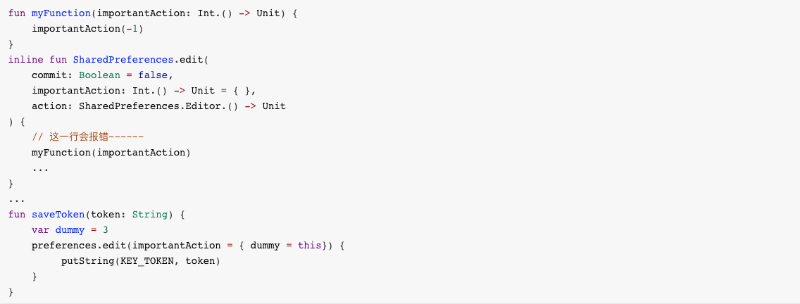 fun myFunction(importantAction: Int.() -> Unit) {
    importantAction(-1)
}
inline fun SharedPreferences.edit(
    commit: Boolean = false,
    importantAction: Int.() -> Unit = { },
    action: SharedPreferences.Editor.() -> Unit
) {
    // 这一行会报错------
    myFunction(importantAction)
    ...
}
...
fun saveToken(token: String) {
    var dummy = 3
    preferences.edit(importantAction = { dummy = this}) {
         putString(KEY_TOKEN, token)
    }
}